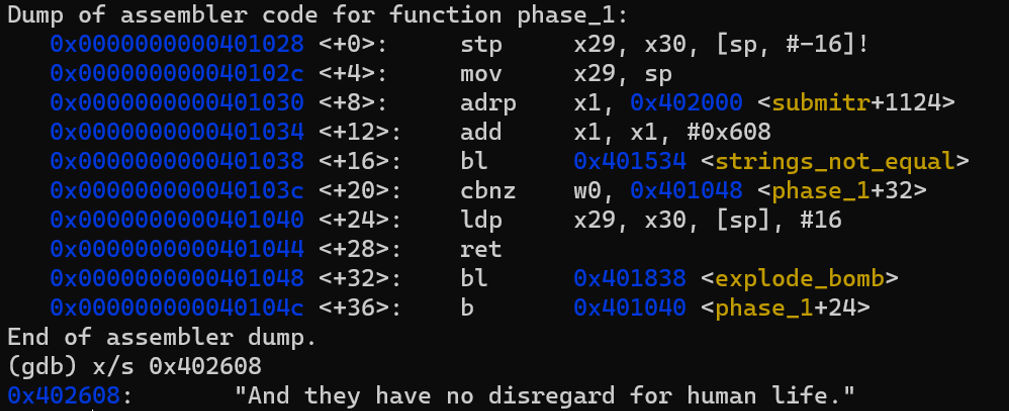 Dump of assembler code for function phase_1:
   0x0000000000401028 <+0>:     stp     x29, x30, [sp, #-16]!
   0x000000000040102c <+4>:     mov     x29, sp
   0x0000000000401030 <+8>:     adrp    x1, 0x402000 <submitr+1124>
   0x0000000000401034 <+12>:    add     x1, x1, #0x608
   0x0000000000401038 <+16>:    bl      0x401534 <strings_not_equal>
   0x000000000040103c <+20>:    cbnz    w0, 0x401048 <phase_1+32>
   0x0000000000401040 <+24>:    ldp     x29, x30, [sp], #16
   0x0000000000401044 <+28>:    ret
   0x0000000000401048 <+32>:    bl      0x401838 <explode_bomb>
   0x000000000040104c <+36>:    b       0x401040 <phase_1+24>
End of assembler dump.
(gdb) x/s 0x402608
0x402608:       "And they have no disregard for human life."